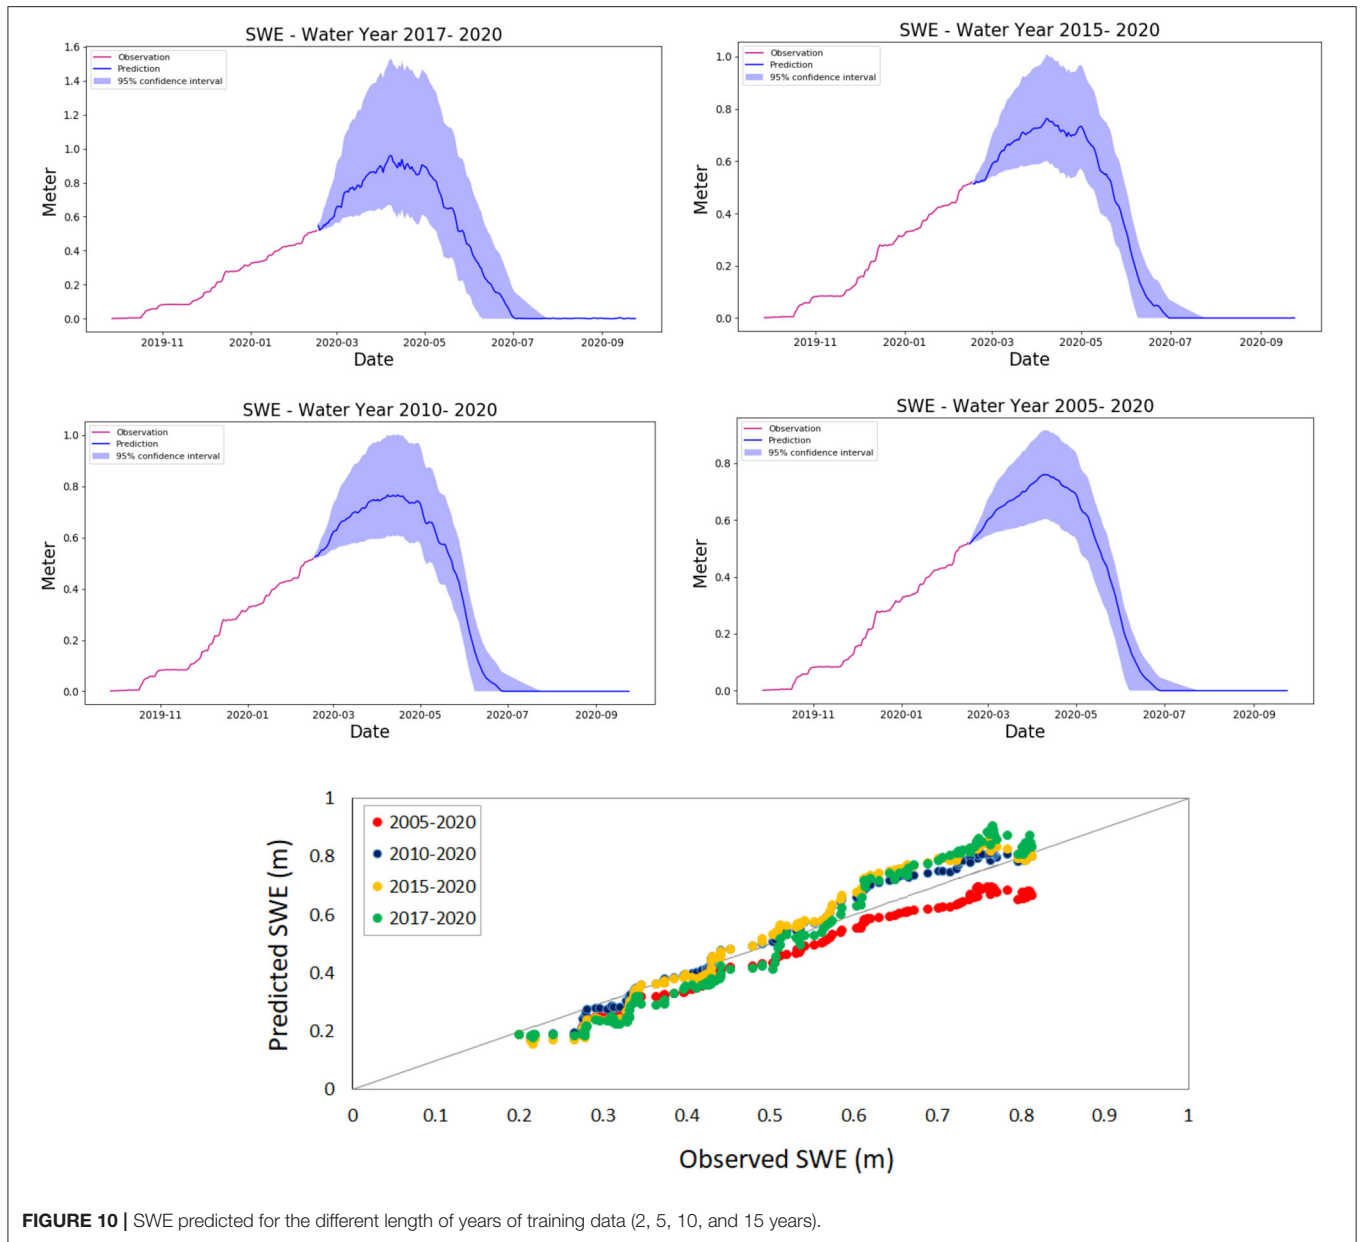 SWE - Water Year 2017- 2020
Observation
Prediction
95% confidence interval
1.6
1.4
1.2
1.0
0.8
0.6
0.4
0.2
0.0
Meter
2019-11 2020-01 2020-03 2020-05 2020-07 2020-09
Date
SWE - Water Year 2015- 2020
Observation
Prediction
95% confidence interval
1.0
0.8
0.6
0.4
0.2
0.0
Meter
2019-11 2020-01 2020-03 2020-05 2020-07 2020-09
Date
SWE - Water Year 2010- 2020
Observation
Prediction
95% confidence interval
1.0
0.8
0.6
0.4
0.2
0.0
Meter
2019-11 2020-01 2020-03 2020-05 2020-07 2020-09
Date
SWE - Water Year 2005- 2020
Observation
Prediction
95% confidence interval
0.8
0.6
0.4
0.2
0.0
Meter
2019-11 2020-01 2020-03 2020-05 2020-07 2020-09
Date
1
0.8
0.6
0.4
0.2
0
Predicted SWE (m)
2005-2020
2010-2020
2015-2020
2017-2020
0 0.1 0.2 0.3 0.4 0.5 0.6 0.7 0.8 0.9 1
Observed SWE (m)
FIGURE 10 | SWE predicted for the different length of years of training data (2, 5, 10, and 15 years).